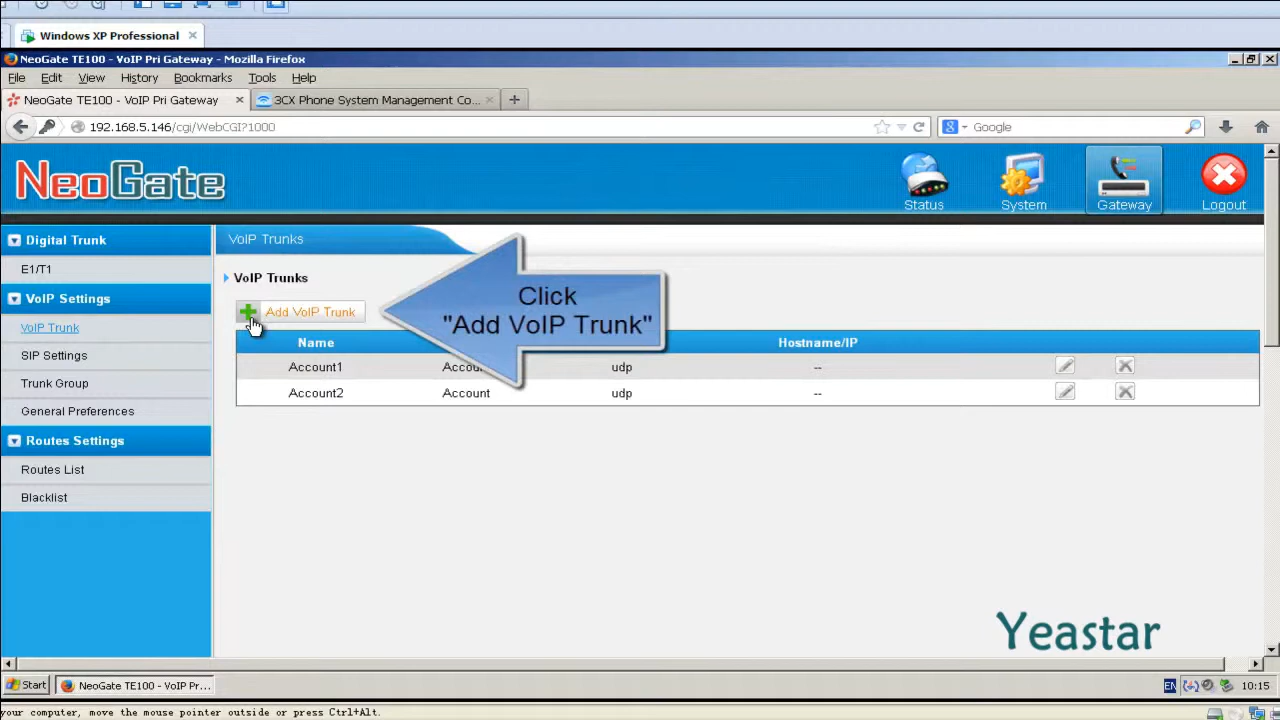 Windows XP Professional
NeoGate TE100 - VoIP Pri Gateway - Mozilla Firefox
File Edit View History Bookmarks Tools Help
NeoGate TE100 - VoIP Pri Gateway
3CX Phone System Management Co...
192.168.5.146/cgi/WebCGI?1000
Google
NeoGate
Status
System
Gateway
Logout
Digital Trunk
E1/T1
VoIP Settings
VoIP Trunk
SIP Settings
Trunk Group
General Preferences
Routes Settings
Routes List
Blacklist
VoIP Trunks
VoIP Trunks
Add VoIP Trunk
Click
"Add VoIP Trunk"
Name Hostname/IP
Account1 udp --
Account2 Account udp --
Yeastar
Start
NeoGate TE100 - VoIP Pr...
EN
10:15
your computer, move the mouse pointer outside or press Ctrl+Alt.